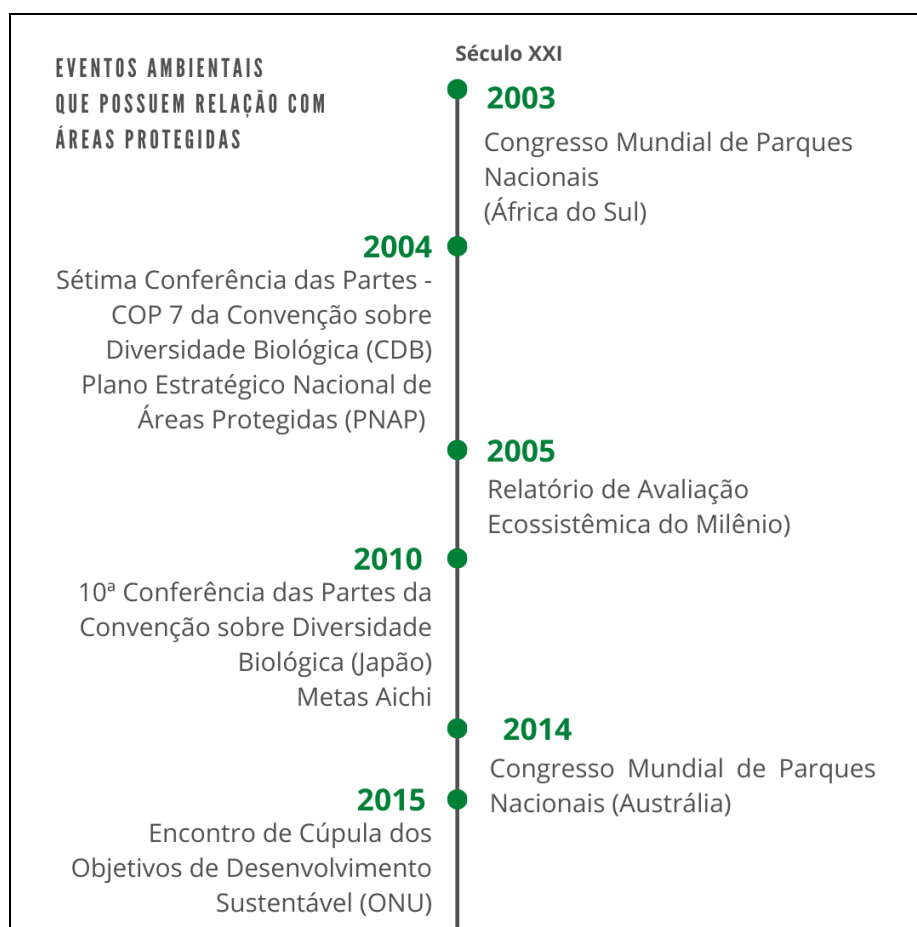 EVENTOS AMBIENTAIS
QUE POSSUEM RELAÇÃO COM
ÁREAS PROTEGIDAS
Século XXI
2003
Congresso Mundial de Parques
Nacionais
(África do Sul)
2004
Sétima Conferência das Partes -
COP 7 da Convenção sobre
Diversidade Biológica (CDB)
Plano Estratégico Nacional de
Áreas Protegidas (PNAP)
2005
Relatório de Avaliação
Ecossistêmica do Milênio)
2010
10ª Conferência das Partes da
Convenção sobre Diversidade
Biológica (Japão)
Metas Aichi
2014
Congresso Mundial de Parques
Nacionais (Austrália)
2015
Encontro de Cúpula dos
Objetivos de Desenvolvimento
Sustentável (ONU)